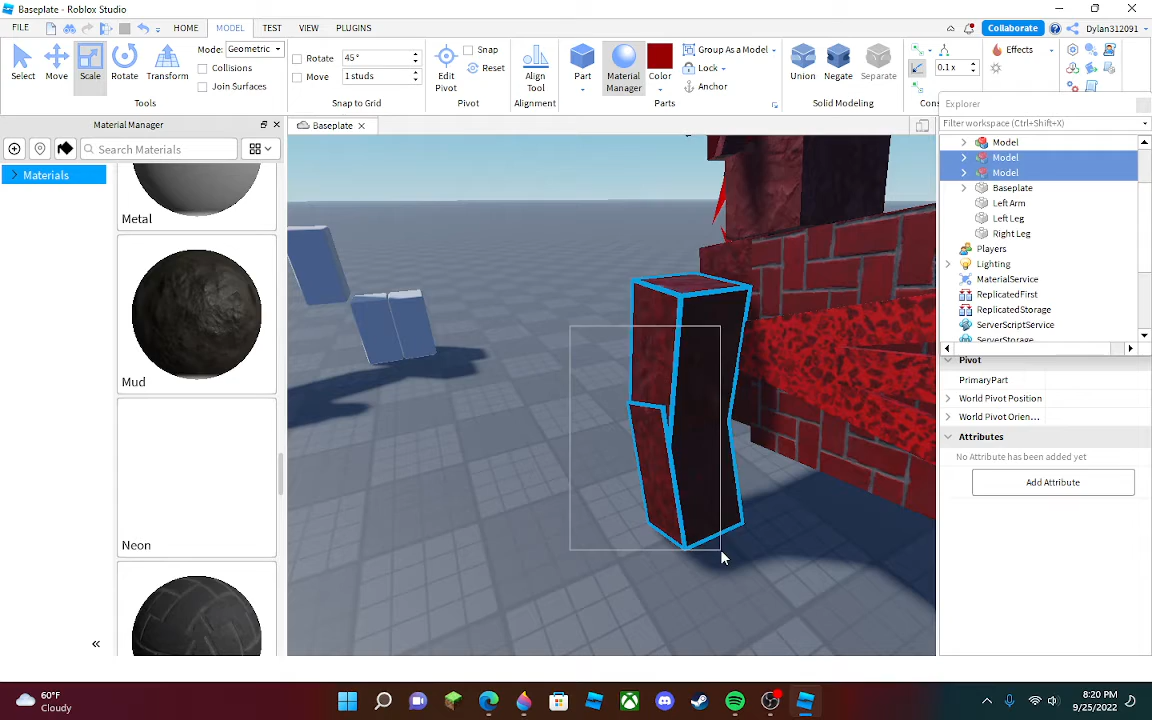 Baseplate - Roblox Studio
FILE HOME MODEL TEST VIEW PLUGINS Collaborate Dylan312091
Select Move Scale Rotate Transform
Mode: Geometric
Collisions
Join Surfaces
Tools
Rotate 45°
Move 1 studs
Snap to Grid
Edit Pivot
Snap
Reset
Pivot
Align Tool
Alignment
Part
Material Manager
Color
Group As a Model
Lock
Anchor
Parts
Union Negate Separate
Solid Modeling
0.1 x
Cons
Effects
Material Manager
Search Materials
Materials
Metal
Mud
Neon
«
Baseplate
Explorer
Filter workspace (Ctrl+Shift+X)
Model
Model
Model
Baseplate
Left Arm
Left Leg
Right Leg
Players
Lighting
MaterialService
ReplicatedFirst
ReplicatedStorage
ServerScriptService
ServerStorage
Pivot
PrimaryPart
World Pivot Position
World Pivot Orien...
Attributes
No Attribute has been added yet
Add Attribute
60°F
Cloudy
8:20 PM
9/25/2022